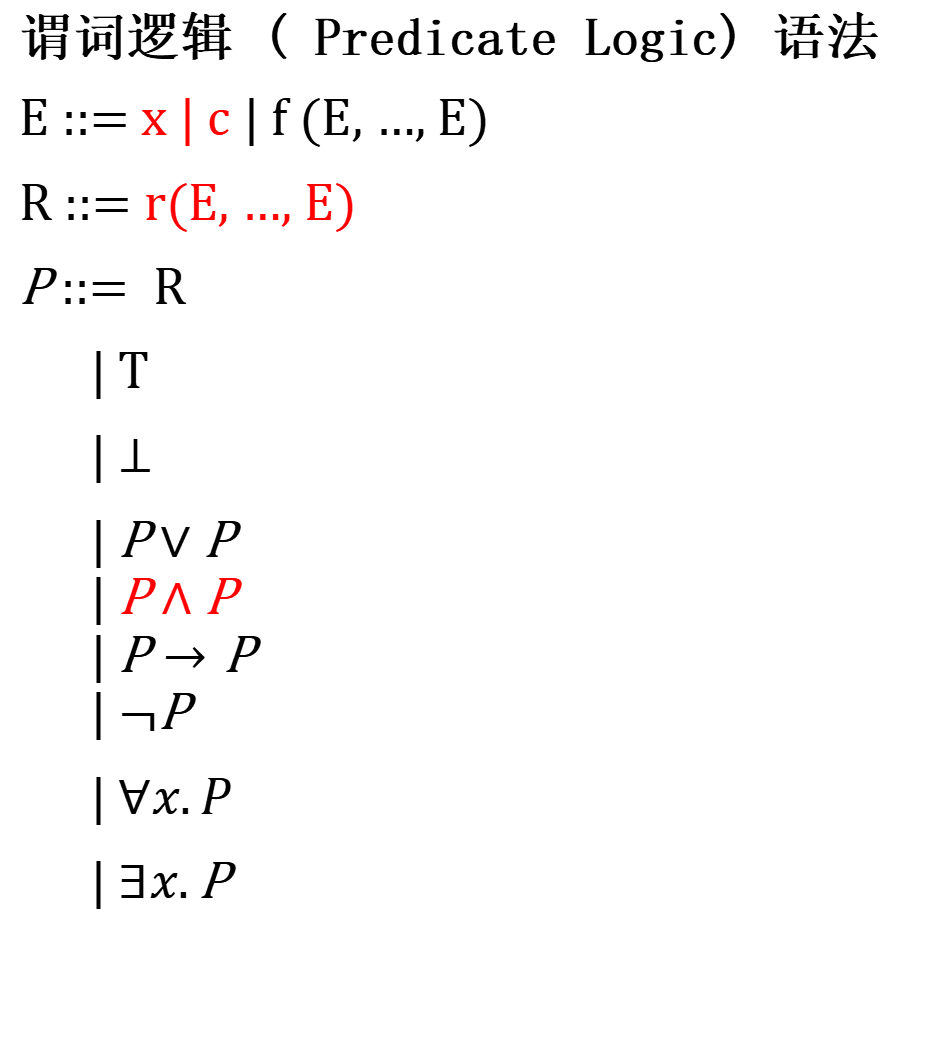 谓词逻辑 ( Predicate Logic) 语法
E ::= x | c | f (E, …, E)
R ::= r(E, …, E)
P ::= R
| T
| ⊥
| P ∨ P
| P ∧ P
| P → P
| ¬P
| ∀x. P
| ∃x. P